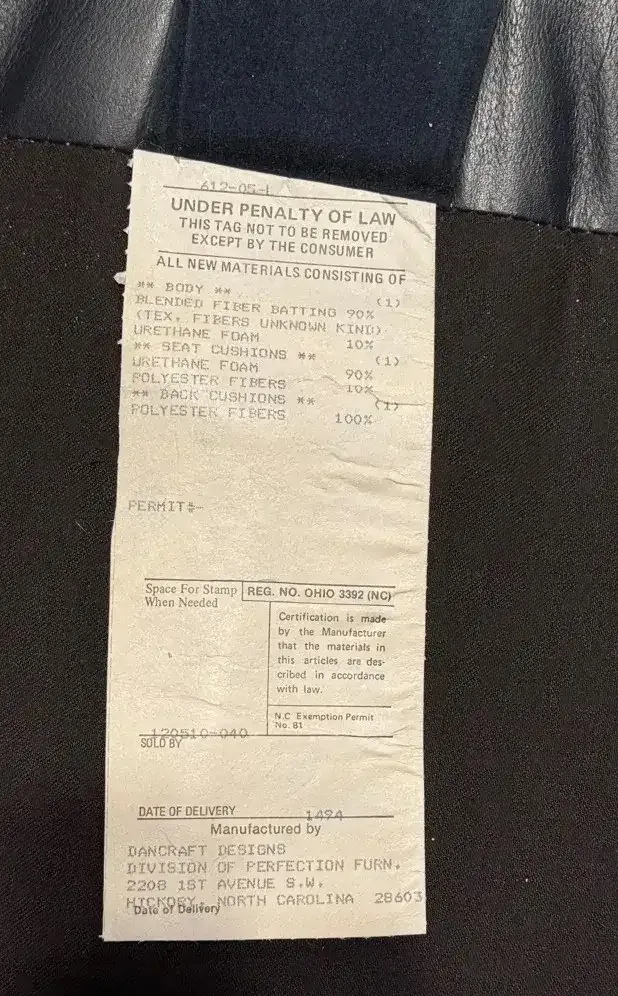 612-05-L
UNDER PENALTY OF LAW
THIS TAG NOT TO BE REMOVED
EXCEPT BY THE CONSUMER
ALL NEW MATERIALS CONSISTING OF
** BODY ** (1)
BLENDED FIBER BATTING 90%
(TEX. FIBERS UNKNOWN KIND)
URETHANE FOAM 10%
** SEAT CUSHIONS ** (1)
URETHANE FOAM 90%
POLYESTER FIBERS 10%
** BACK CUSHIONS ** (1)
POLYESTER FIBERS 100%
PERMIT#-
Space For Stamp
When Needed
REG. NO. OHIO 3392 (NC)
Certification is made
by the Manufacturer
that the materials in
this articles are des-
cribed in accordance
with law.
N.C Exemption Permit
No. 81
120510-040
SOLD BY
DATE OF DELIVERY 1494
Manufactured by
DANCRAFT DESIGNS
DIVISION OF PERFECTION FURN.
2208 1ST AVENUE S.W.
HICKORY, NORTH CAROLINA 28603
Date of Delivery